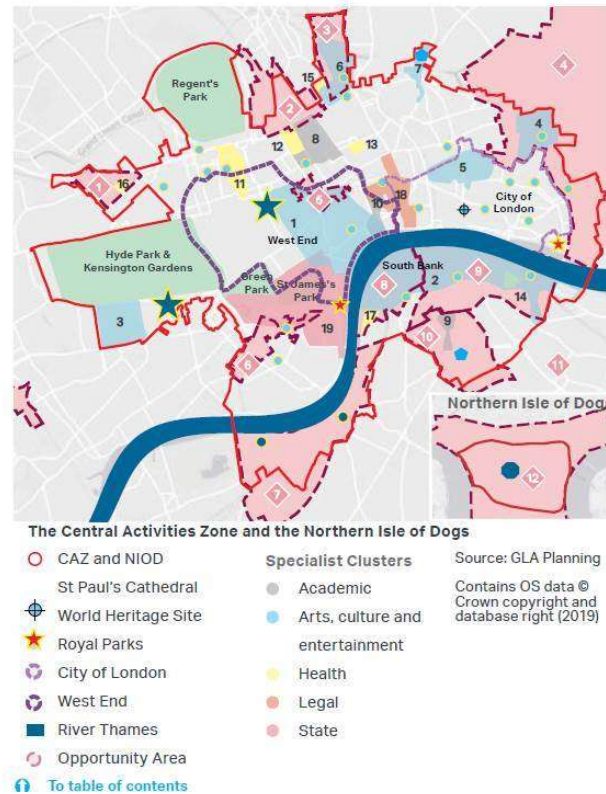 3
4
7
15
6
Regent's
Park
2
4
12
8
13
1
16
5
11
6
10
18
City of
London
1
West End
Hyde Park &
Kensington Gardens
Green
Park
St James's
Park
South Bank
8
2
9
3
14
17
19
9
10
6
11
Northern Isle of Dog
12
7
The Central Activities Zone and the Northern Isle of Dogs
CAZ and NIOD
St Paul's Cathedral
World Heritage Site
Royal Parks
City of London
West End
River Thames
Opportunity Area
Specialist Clusters
Academic
Arts, culture and
entertainment
Health
Legal
State
Source: GLA Planning
Contains OS data ©
Crown copyright and
database right (2019)
To table of contents